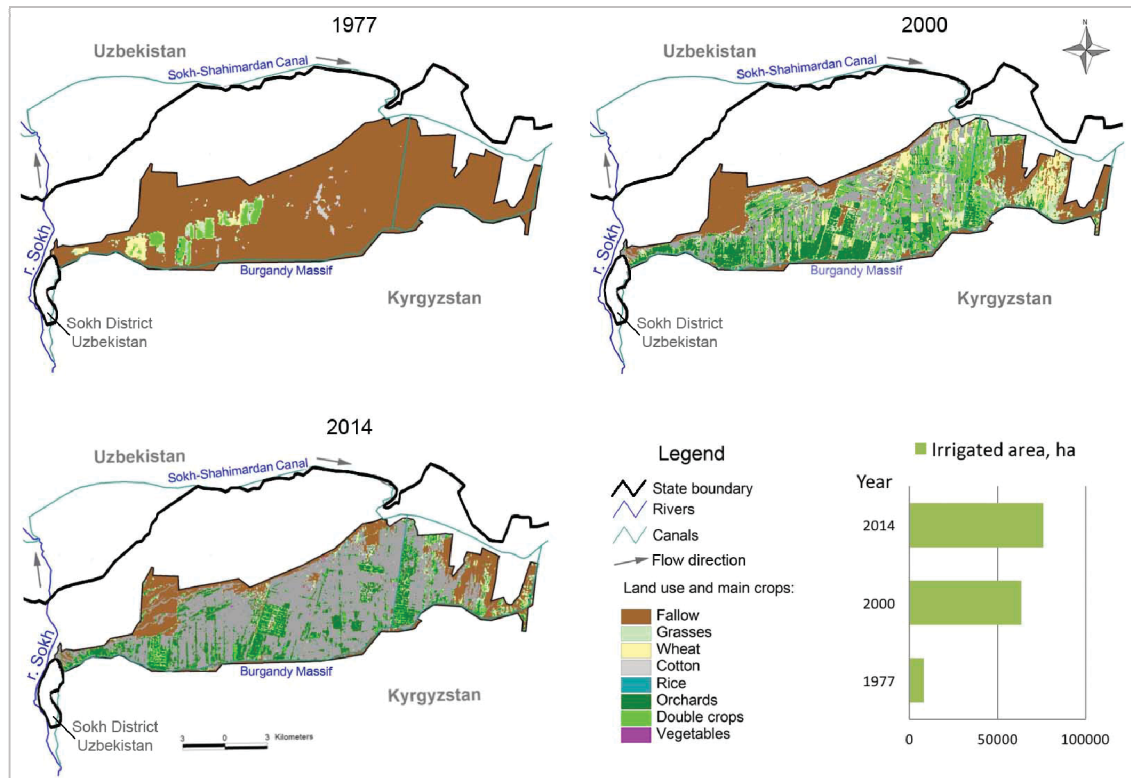 1977
Uzbekistan
Sokh-Shahimardan Canal
r. Sokh
Burgandy Massif
Kyrgyzstan
Sokh District
Uzbekistan
2000
N
Uzbekistan
Sokh-Shahimardan Canal
r. Sokh
Burgandy Massif
Kyrgyzstan
Sokh District
Uzbekistan
2014
Uzbekistan
Sokh-Shahimardan Canal
r. Sokh
Burgandy Massif
Kyrgyzstan
Sokh District
Uzbekistan
3 0 3 Kilometers
Legend
State boundary
Rivers
Canals
Flow direction
Land use and main crops:
Fallow
Grasses
Wheat
Cotton
Rice
Orchards
Double crops
Vegetables
Irrigated area, ha
Year
2014
2000
1977
0 50000 100000